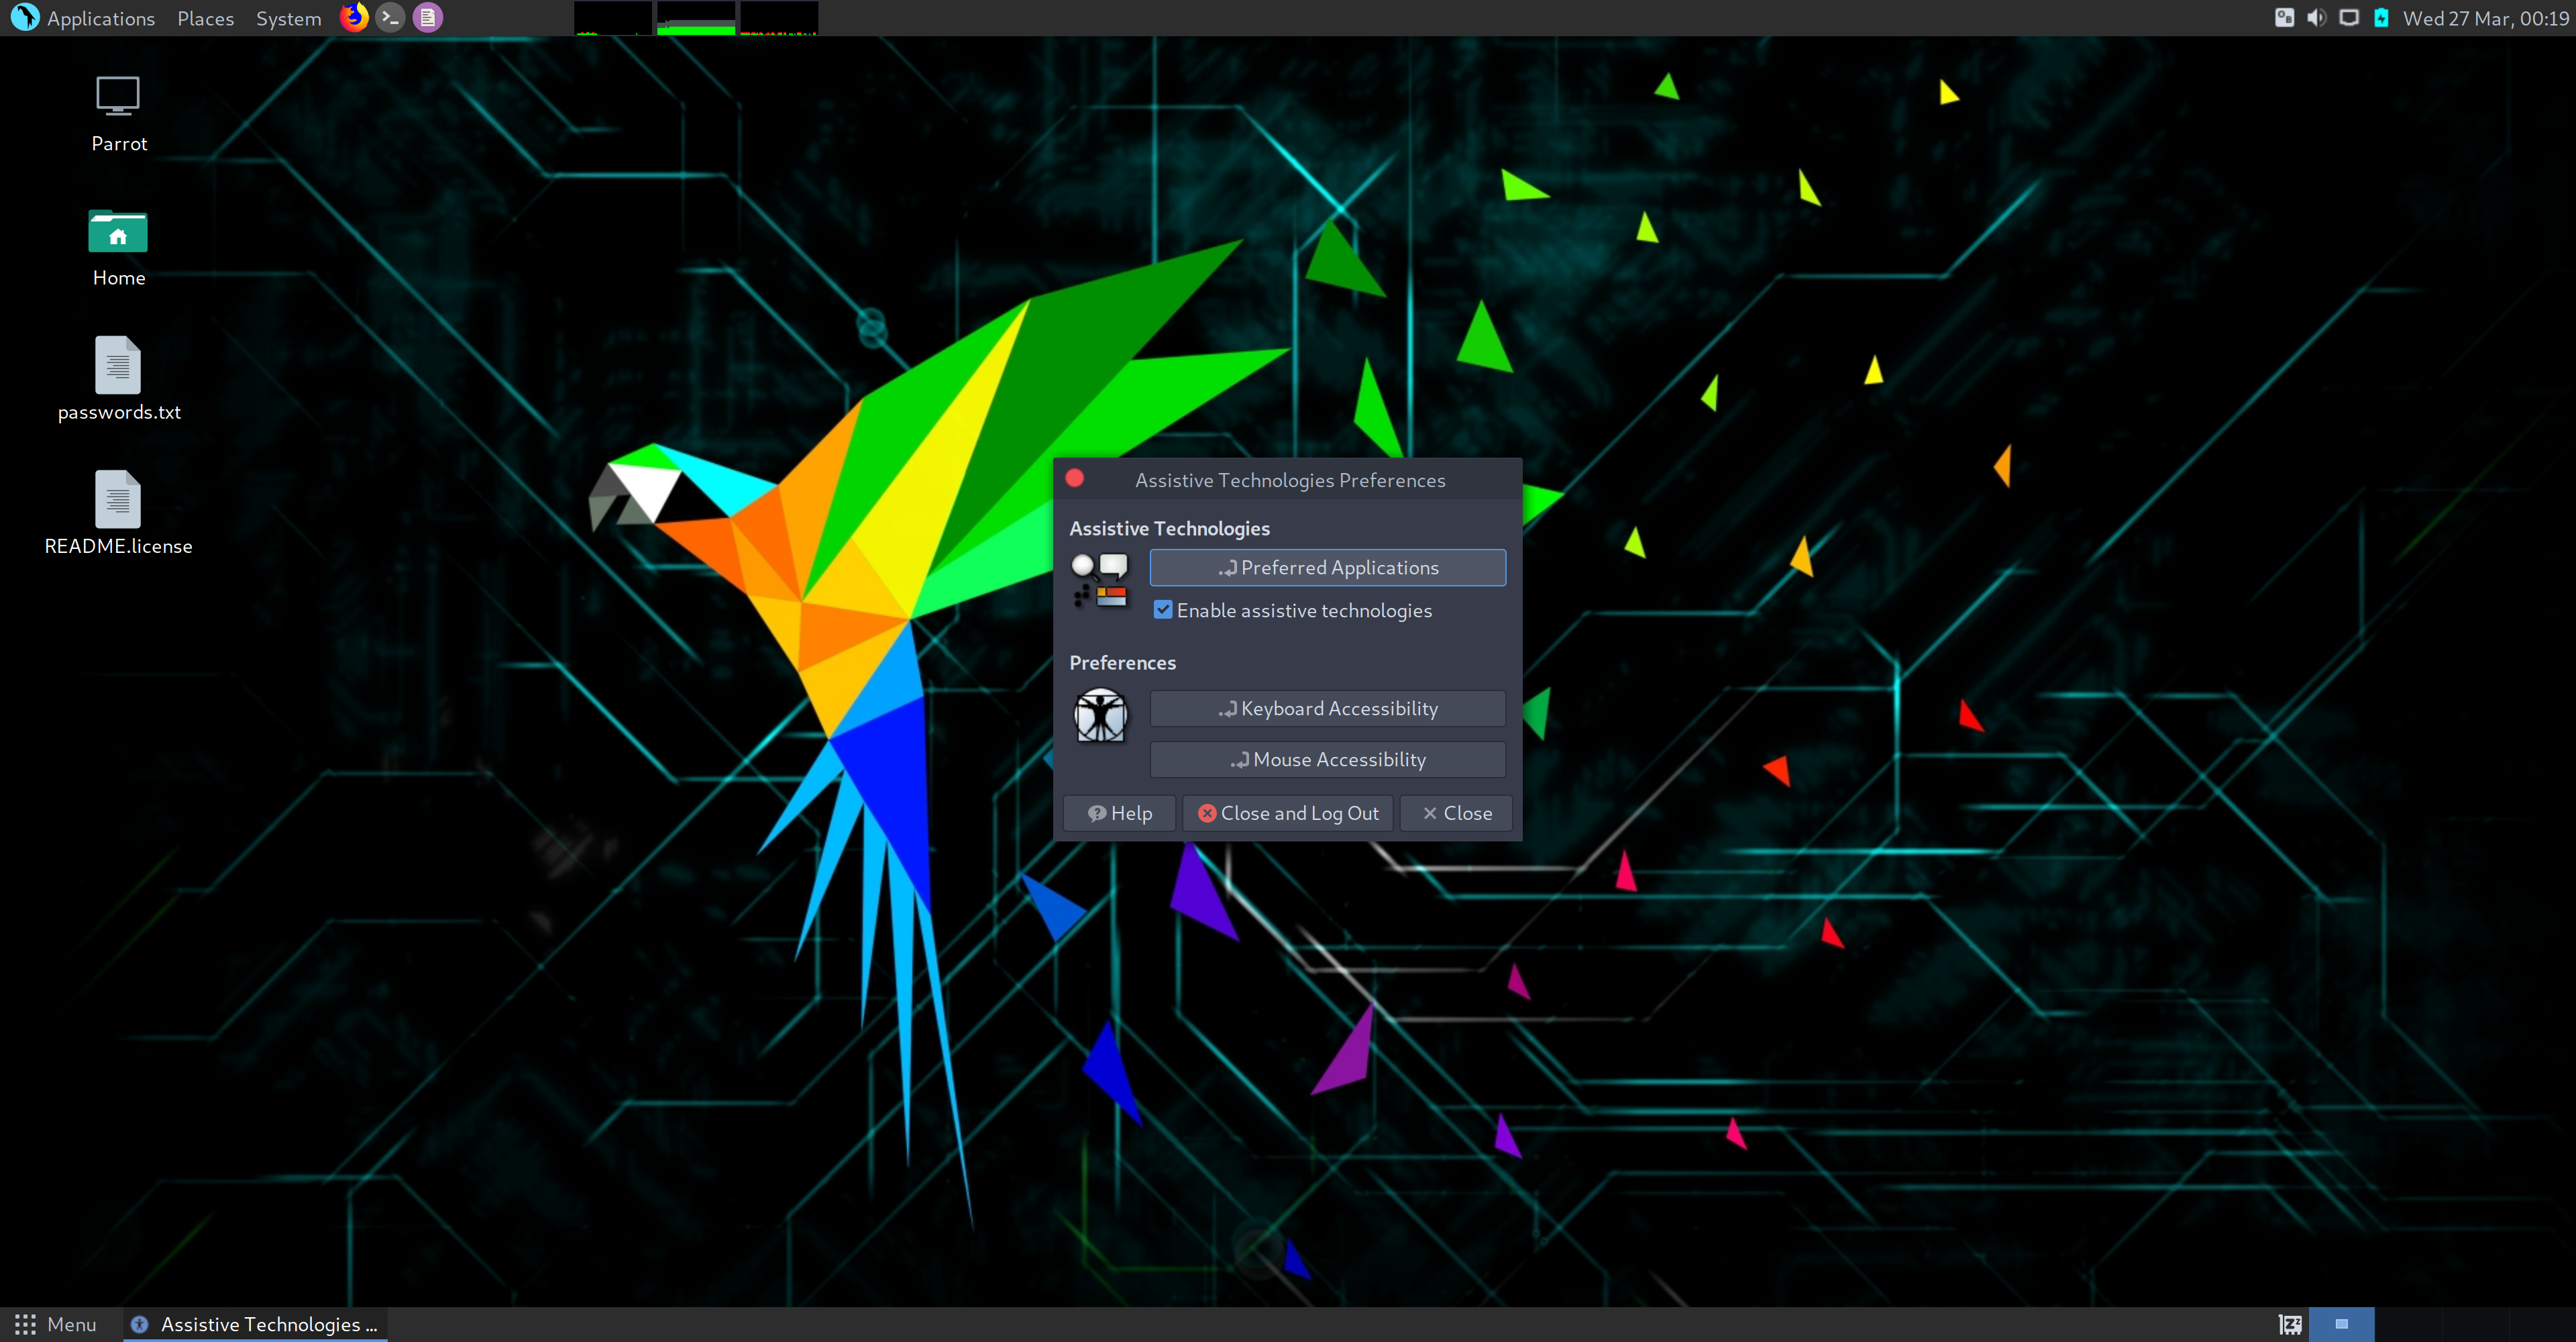 Applications Places System
Wed 27 Mar, 00:19
Parrot
Home
passwords.txt
README.license
Assistive Technologies Preferences
Assistive Technologies
Preferred Applications
Enable assistive technologies
Preferences
Keyboard Accessibility
Mouse Accessibility
Help Close and Log Out Close
Menu Assistive Technologies ...